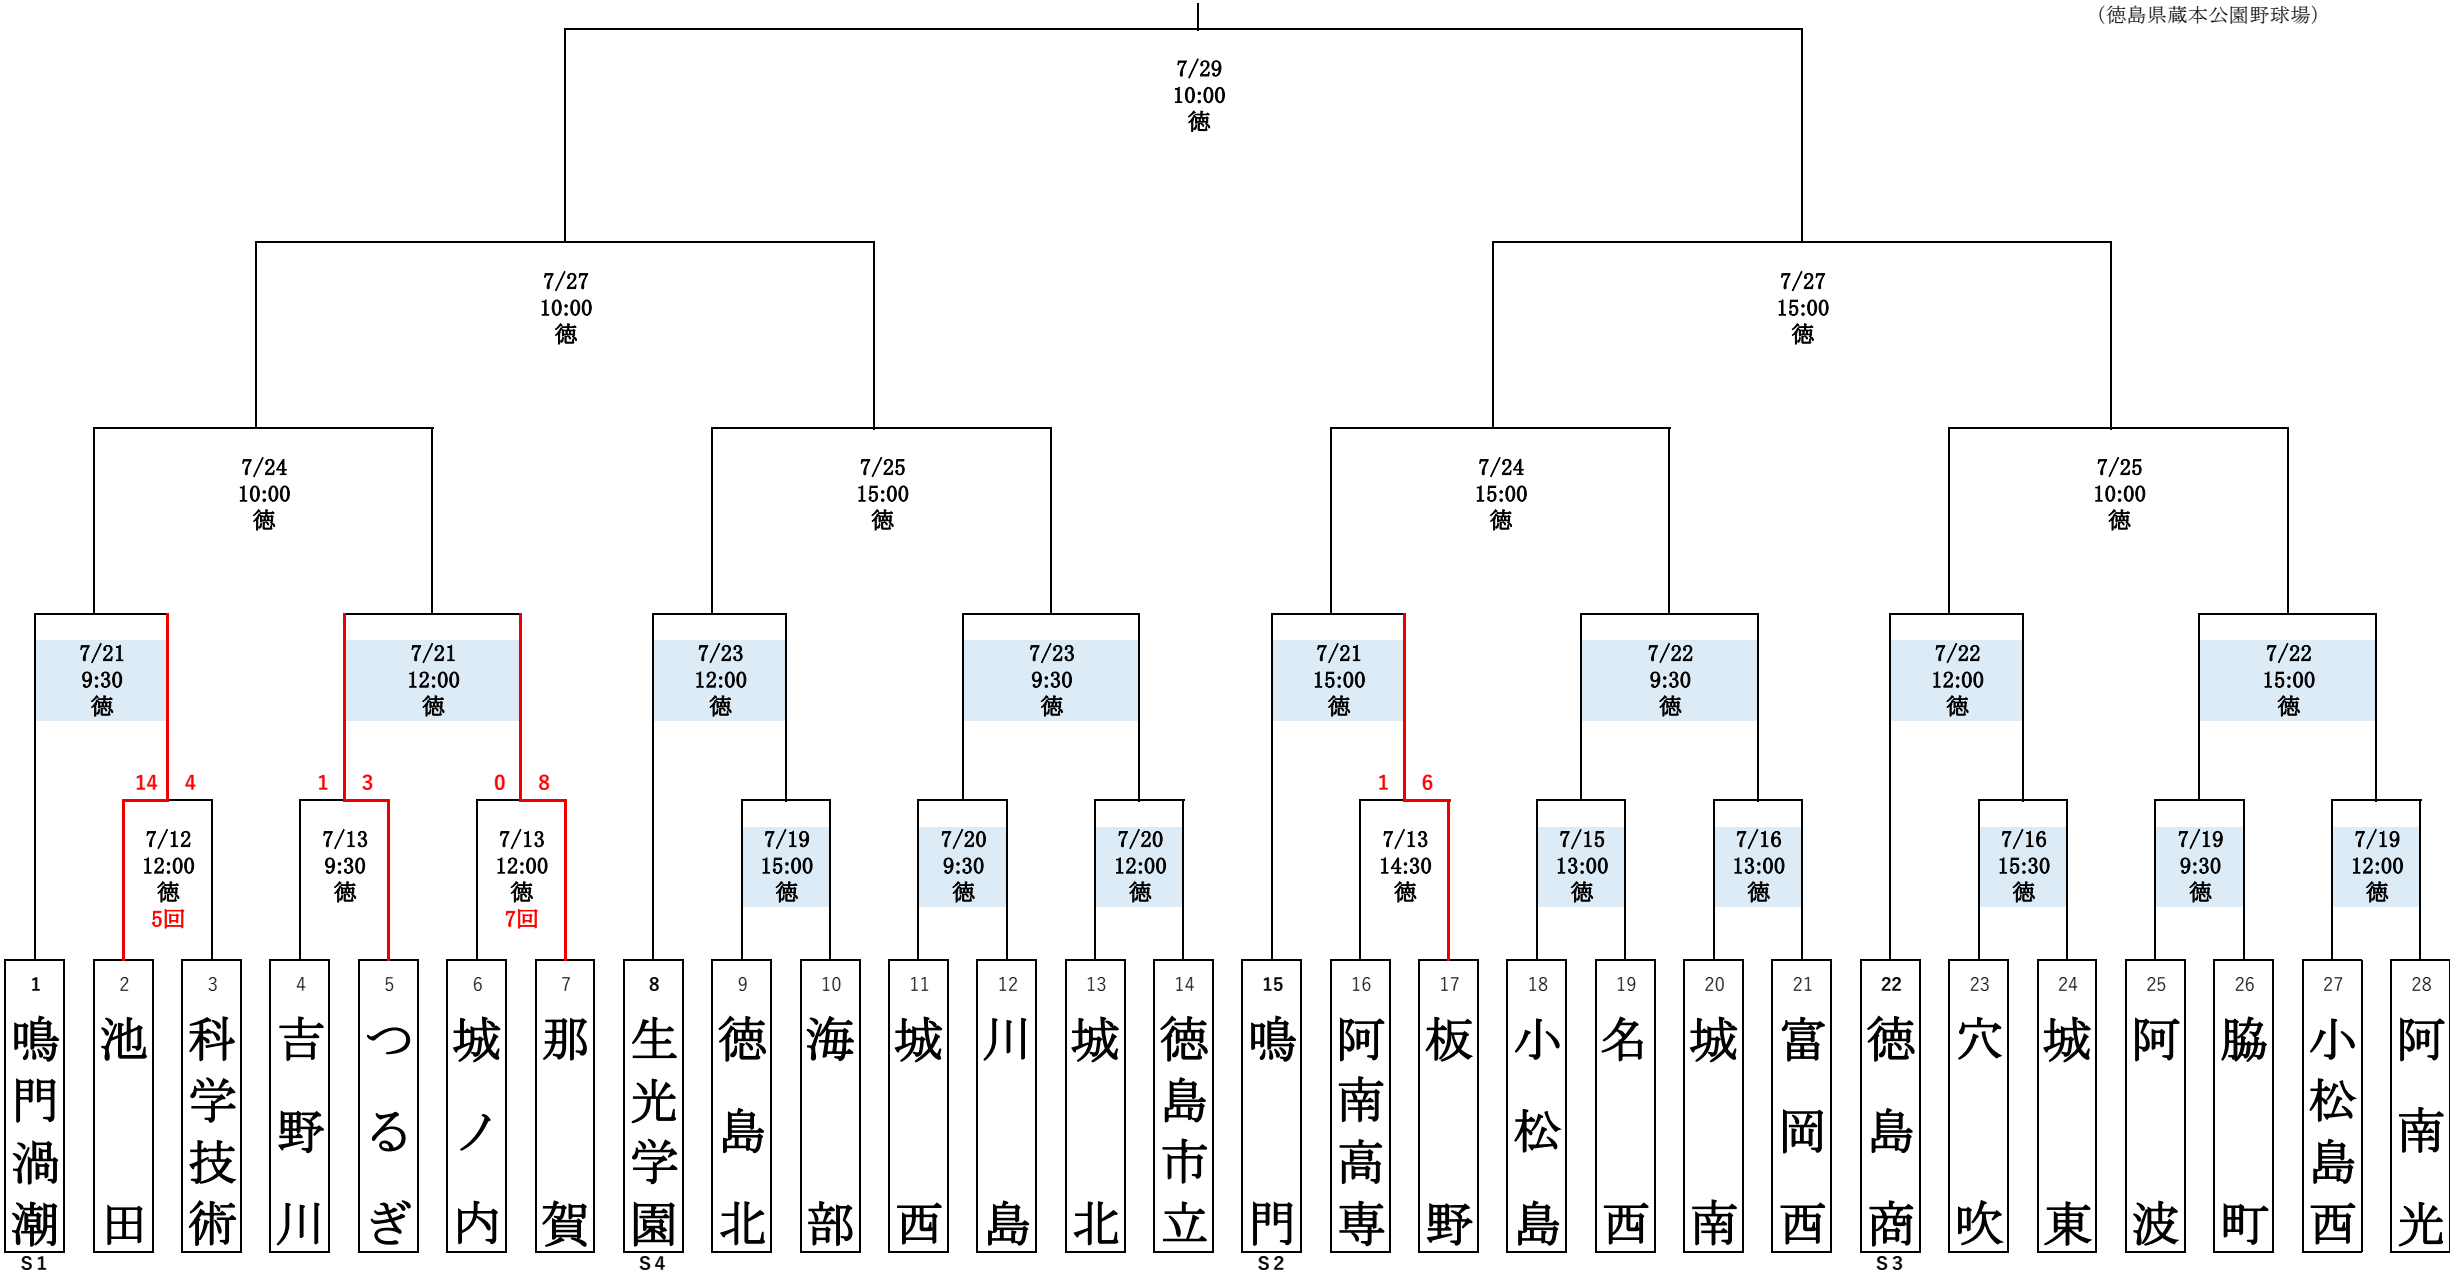 （徳島県蔵本公園野球場）
7/29
10:00
徳
7/27
10:00
徳
7/27
15:00
徳
7/24
10:00
徳
7/25
15:00
徳
7/24
15:00
徳
7/25
10:00
徳
7/21
9:30
徳
7/21
12:00
徳
7/23
12:00
徳
7/23
9:30
徳
7/21
15:00
徳
7/22
9:30
徳
7/22
12:00
徳
7/22
15:00
徳
14 4
1 3
0 8
1 6
7/12
12:00
徳
5回
7/13
9:30
徳
7/13
12:00
徳
7回
7/19
15:00
徳
7/20
9:30
徳
7/20
12:00
徳
7/13
14:30
徳
7/15
13:00
徳
7/16
13:00
徳
7/16
15:30
徳
7/19
9:30
徳
7/19
12:00
徳
1
鳴門渦潮
S1
2
池田
3
科学技術
4
吉野川
5
つるぎ
6
城ノ内
7
那賀
8
生光学園
S4
9
徳島北
10
海部
11
城西
12
川島
13
城北
14
徳島市立
15
鳴門
S2
16
阿南高専
17
板野
18
小松島
19
名西
20
城南
21
富岡西
22
徳島商
S3
23
穴吹
24
城東
25
阿波
26
脇町
27
小松島西
28
阿南光